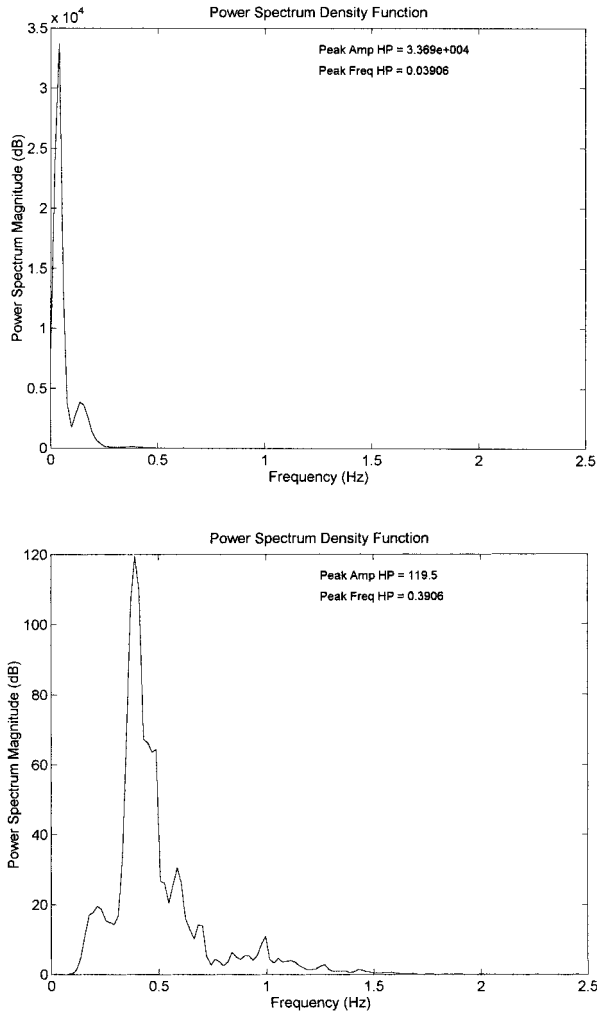 Power Spectrum Density Function
x 10^4
Peak Amp HP = 3.369e+004
Peak Freq HP = 0.03906
Power Spectrum Magnitude (dB)
3.5
3
2.5
2
1.5
1
0.5
0
0 0.5 1 1.5 2 2.5
Frequency (Hz)
Power Spectrum Density Function
Peak Amp HP = 119.5
Peak Freq HP = 0.3906
Power Spectrum Magnitude (dB)
120
100
80
60
40
20
0
0 0.5 1 1.5 2 2.5
Frequency (Hz)